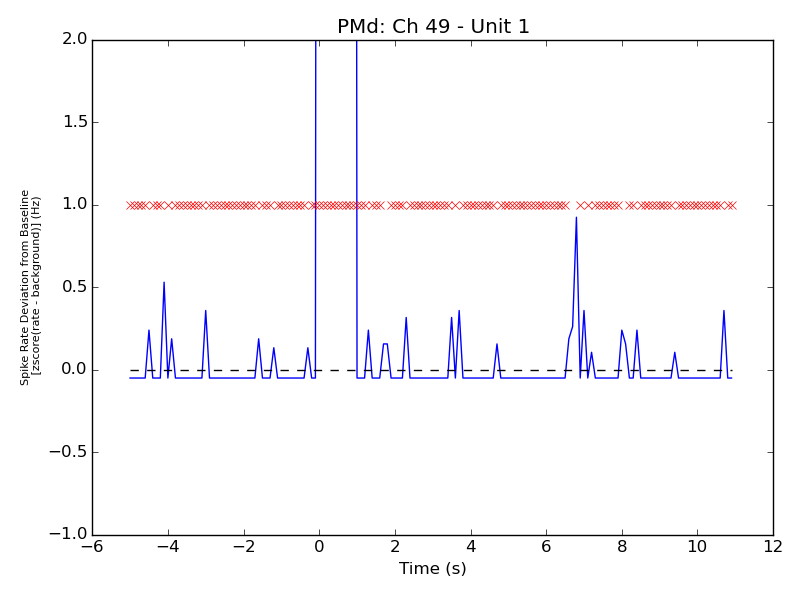 PMd: Ch 49 - Unit 1
2.0
1.5
1.0
0.5
0.0
−0.5
−1.0
Spike Rate Deviation from Baseline
[zscore(rate - background)] (Hz)
−6 −4 −2 0 2 4 6 8 10 12
Time (s)